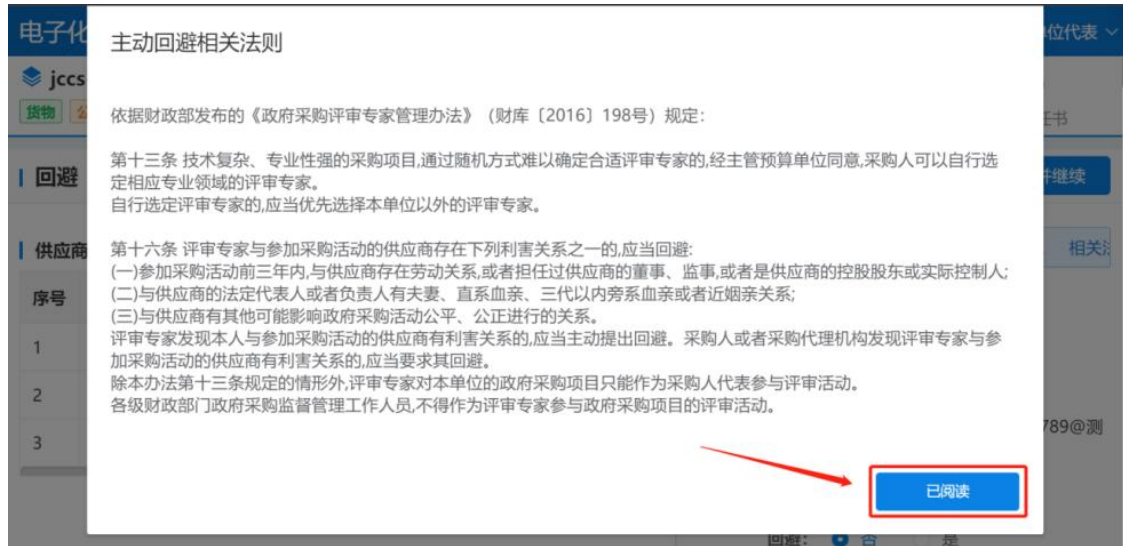 电子化
位代表
主动回避相关法则
jccs
货物
公
依据财政部发布的《政府采购评审专家管理办法》（财库〔2016〕198号）规定：
任书
第十三条 技术复杂、专业性强的采购项目,通过随机方式难以确定合适评审专家的,经主管预算单位同意,采购人可以自行选
定相应专业领域的评审专家。
自行选定评审专家的,应当优先选择本单位以外的评审专家。
回避
并继续
第十六条 评审专家与参加采购活动的供应商存在下列利害关系之一的,应当回避:
(一)参加采购活动前三年内,与供应商存在劳动关系,或者担任过供应商的董事、监事,或者是供应商的控股股东或实际控制人;
(二)与供应商的法定代表人或者负责人有夫妻、直系血亲、三代以内旁系血亲或者近姻亲关系;
(三)与供应商有其他可能影响政府采购活动公平、公正进行的关系。
评审专家发现本人与参加采购活动的供应商有利害关系的,应当主动提出回避。采购人或者采购代理机构发现评审专家与参
加采购活动的供应商有利害关系的,应当要求其回避。
除本办法第十三条规定的情形外,评审专家对本单位的政府采购项目只能作为采购人代表参与评审活动。
各级财政部门政府采购监督管理工作人员,不得作为评审专家参与政府采购项目的评审活动。
供应商
相关
序号
1
2
3
789@测
已阅读
回避： 否 是